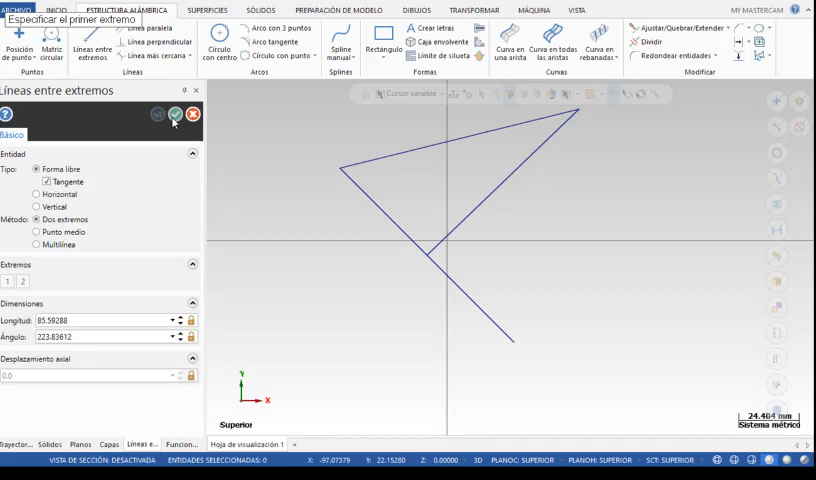 ARCHIVO ESTRUCTURA ALÁMBRICA SUPERFICIES SÓLIDOS PREPARACIÓN DE MODELO DIBUJOS TRANSFORMAR MÁQUINA VISTA MY MASTERCAM
Especificar el primer extremo
Posición de punto
Matriz circular
Puntos
Líneas entre extremos
Línea paralela
Línea perpendicular
Línea más cercana
Líneas
Círculo con centro
Arco con 3 puntos
Arco tangente
Círculo con punto
Arcos
Spline manual
Splines
Rectángulo
Crear letras
Caja envolvente
Límite de silueta
Formas
Curva en una arista
Curva en todas las aristas
Curva en rebanadas
Curvas
Ajustar/Quebrar/Extender
Dividir
Redondear entidades
Modificar
Líneas entre extremos
Básico
Entidad
Tipo: Forma libre
Tangente
Horizontal
Vertical
Método: Dos extremos
Punto medio
Multilínea
Extremos
1 2
Dimensiones
Longitud: 85.59288
Ángulo: 223.83612
Desplazamiento axial
0.0
Cursor variable
Y
X
Superior
24.484 mm
Sistema métrico
Trayector... Sólidos Planos Capas Líneas e... Funcion...
Hoja de visualización 1 +
VISTA DE SECCIÓN: DESACTIVADA ENTIDADES SELECCIONADAS: 0 X: -97.07379 Y: 22.15280 Z: 0.00000 3D PLANOC: SUPERIOR PLANOH: SUPERIOR SCT: SUPERIOR